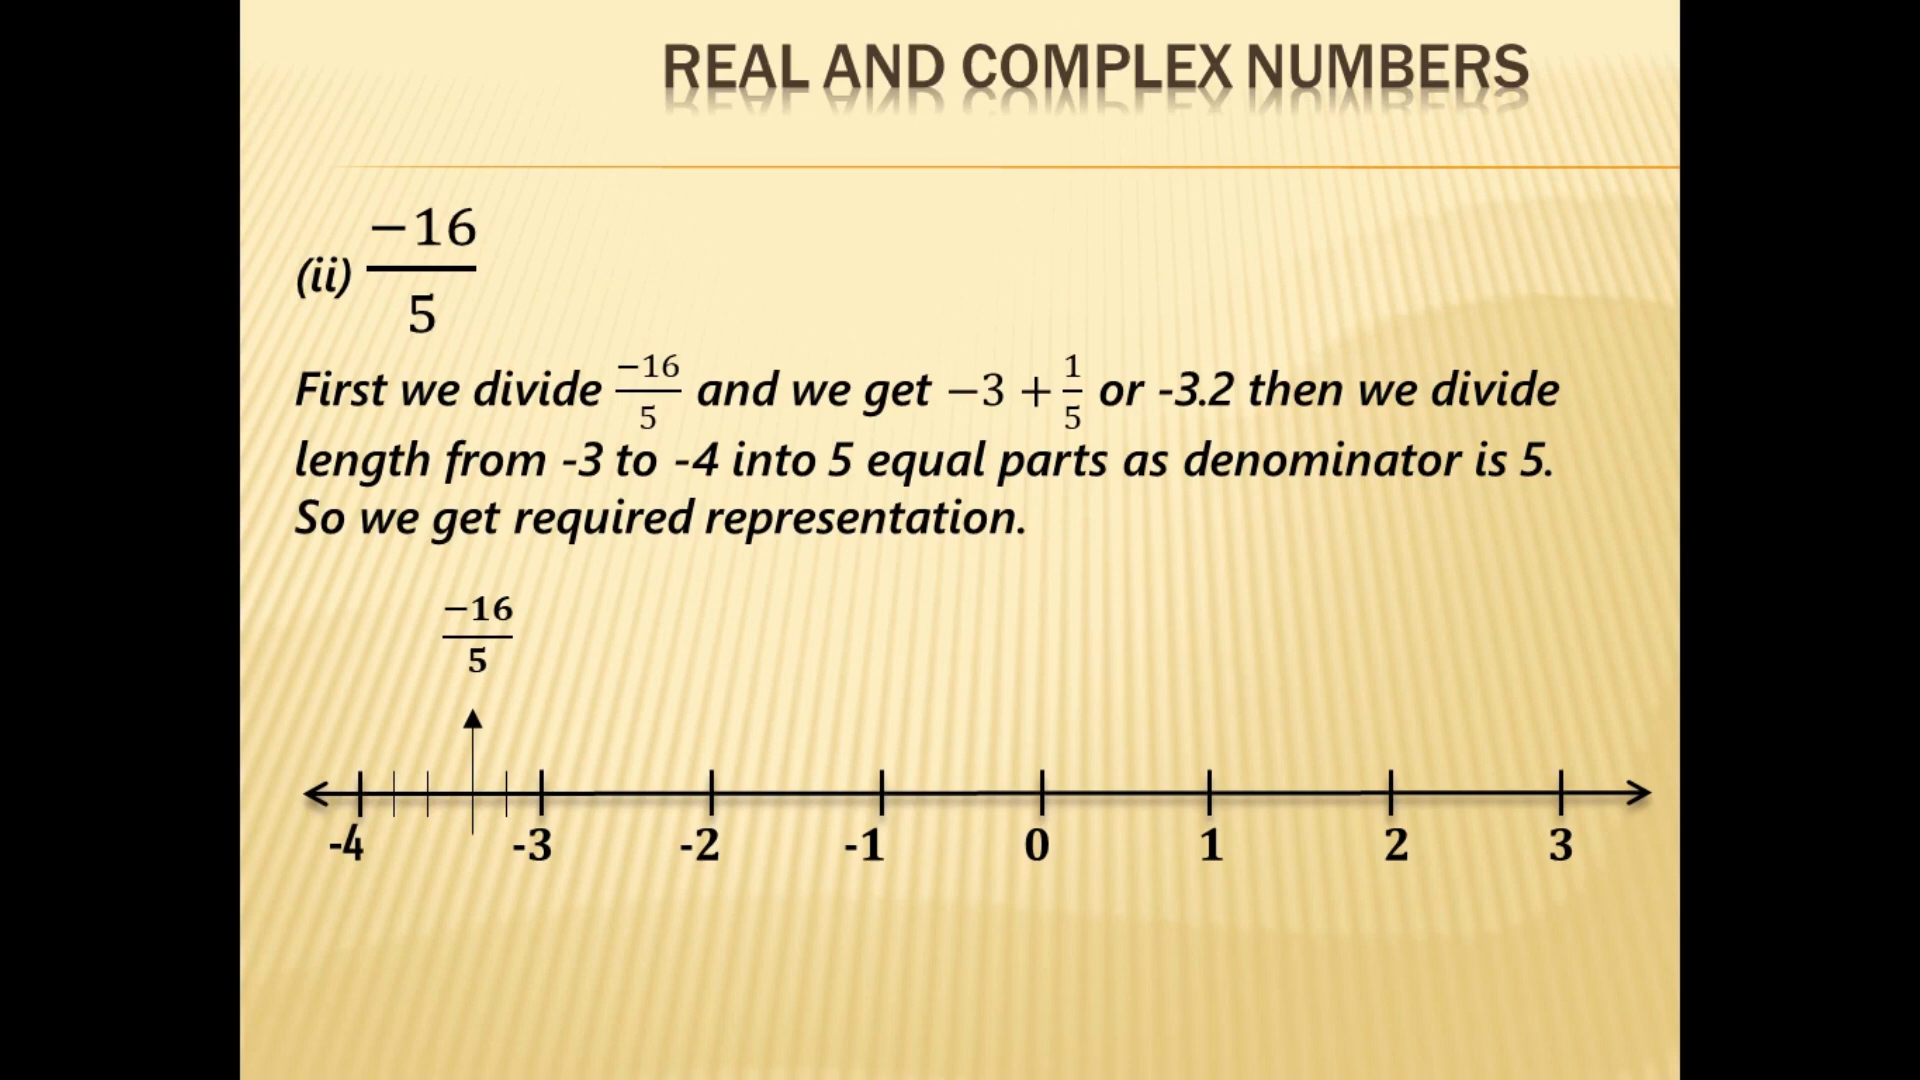 REAL AND COMPLEX NUMBERS
(ii) −16/5
First we divide −16/5 and we get −3 + 1/5 or -3.2 then we divide
length from -3 to -4 into 5 equal parts as denominator is 5.
So we get required representation.
−16/5
-4 -3 -2 -1 0 1 2 3